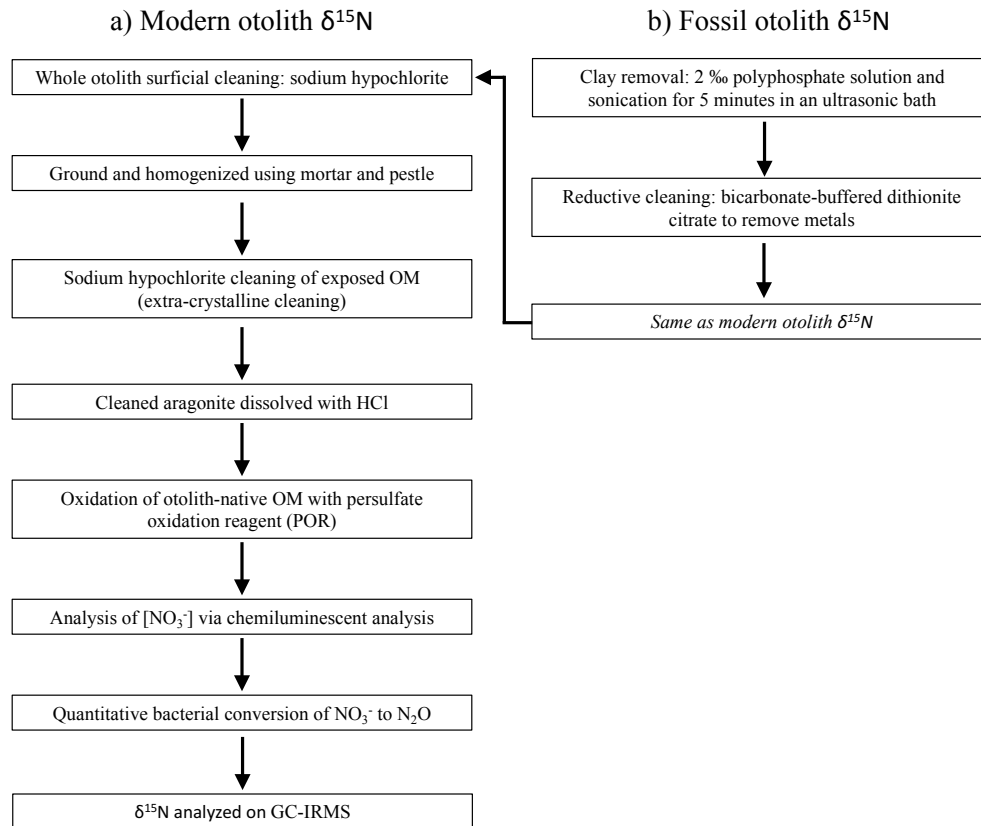 a) Modern otolith δ¹⁵N
Whole otolith surficial cleaning: sodium hypochlorite
Ground and homogenized using mortar and pestle
Sodium hypochlorite cleaning of exposed OM
(extra-crystalline cleaning)
Cleaned aragonite dissolved with HCl
Oxidation of otolith-native OM with persulfate
oxidation reagent (POR)
Analysis of [NO₃⁻] via chemiluminescent analysis
Quantitative bacterial conversion of NO₃⁻ to N₂O
δ¹⁵N analyzed on GC-IRMS
b) Fossil otolith δ¹⁵N
Clay removal: 2 ‰ polyphosphate solution and
sonication for 5 minutes in an ultrasonic bath
Reductive cleaning: bicarbonate-buffered dithionite
citrate to remove metals
Same as modern otolith δ¹⁵N